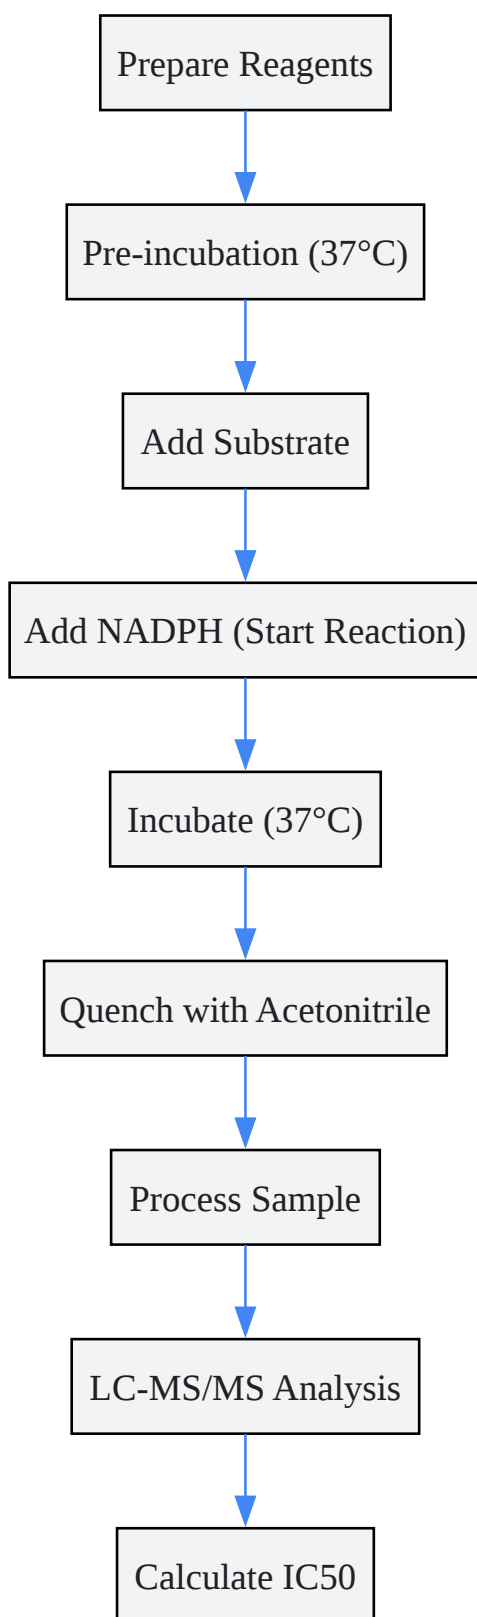 Prepare Reagents
Pre-incubation (37°C)
Add Substrate
Add NADPH (Start Reaction)
Incubate (37°C)
Quench with Acetonitrile
Process Sample
LC-MS/MS Analysis
Calculate IC50